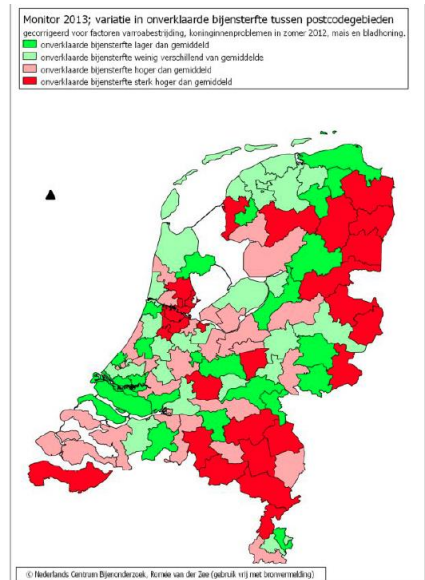 Monitor 2013; variatie in onverklaarde bijensterfte tussen postcodegebieden
gecorrigeerd voor factoren varroabestrijding, koninginnenproblemen in zomer 2012, mais en bladhoning.
onverklaarde bijensterfte lager dan gemiddeld
onverklaarde bijensterfte weinig verschillend van gemiddelde
onverklaarde bijensterfte hoger dan gemiddeld
onverklaarde bijensterfte sterk hoger dan gemiddeld
© Nederlands Centrum Bijenonderzoek, Romée van der Zee (gebruik vrij met bronvermelding)